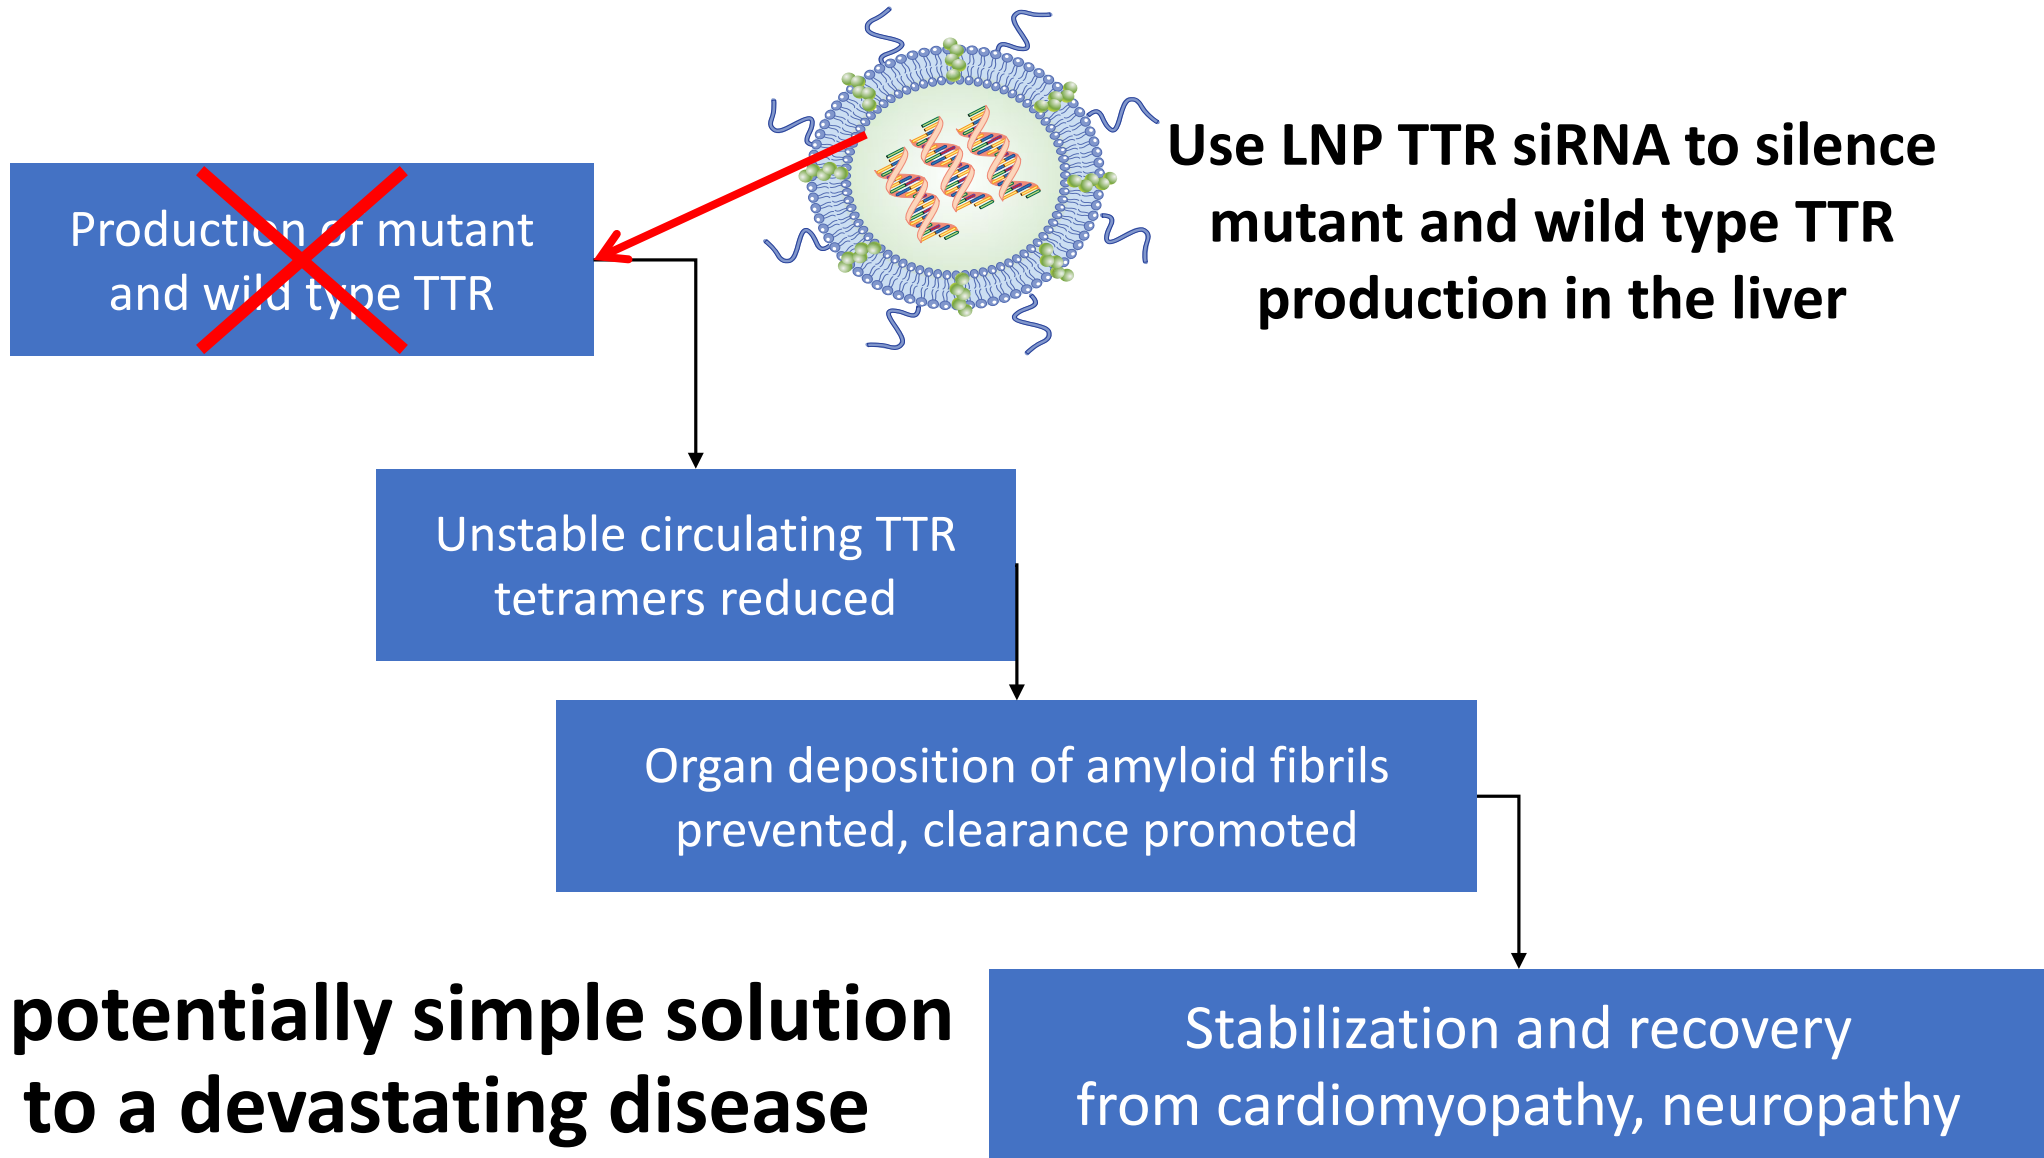 Use LNP TTR siRNA to silence
mutant and wild type TTR
production in the liver
Production of mutant
and wild type TTR
Unstable circulating TTR
tetramers reduced
Organ deposition of amyloid fibrils
prevented, clearance promoted
potentially simple solution
to a devastating disease
Stabilization and recovery
from cardiomyopathy, neuropathy